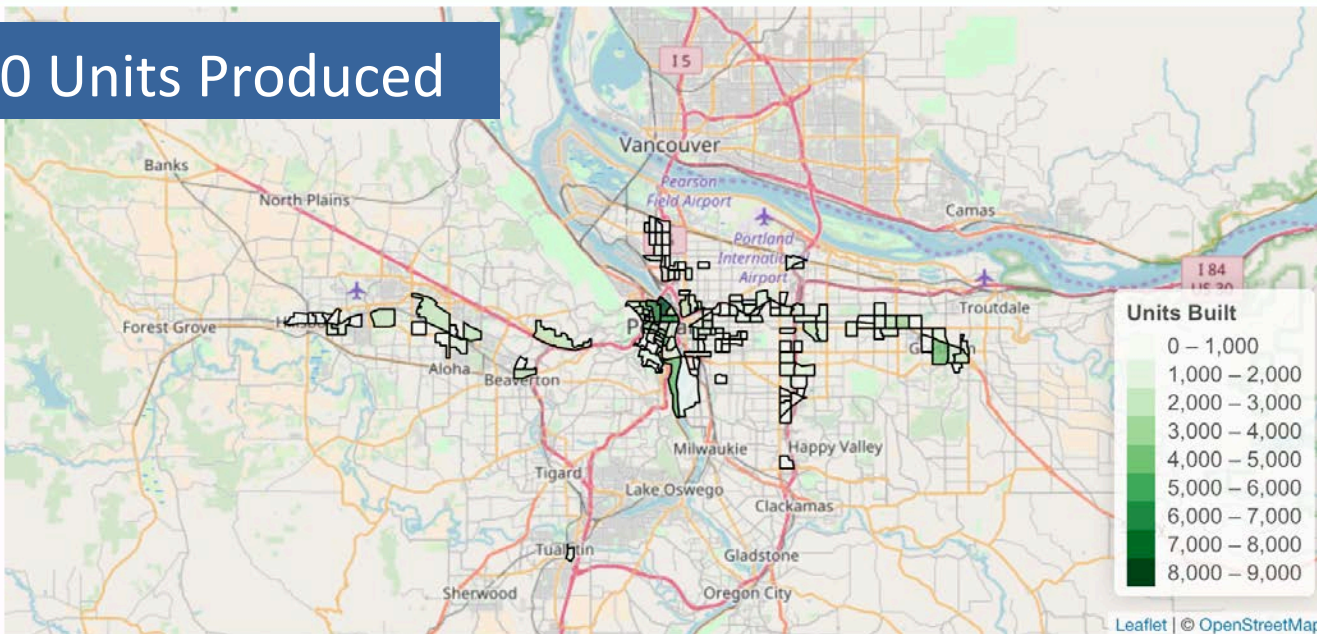 0 Units Produced
I 5
Vancouver
Banks
Pearson
Field Airport
North Plains
Camas
Portland
International
Airport
I 84
US 30
Troutdale
Units Built
Forest Grove
0 – 1,000
Aloha
1,000 – 2,000
Beaverton
2,000 – 3,000
3,000 – 4,000
Milwaukie
Happy Valley
4,000 – 5,000
Tigard
5,000 – 6,000
Lake Oswego
Clackamas
6,000 – 7,000
7,000 – 8,000
Tualatin
Gladstone
8,000 – 9,000
Sherwood
Oregon City
Leaflet | © OpenStreetMap